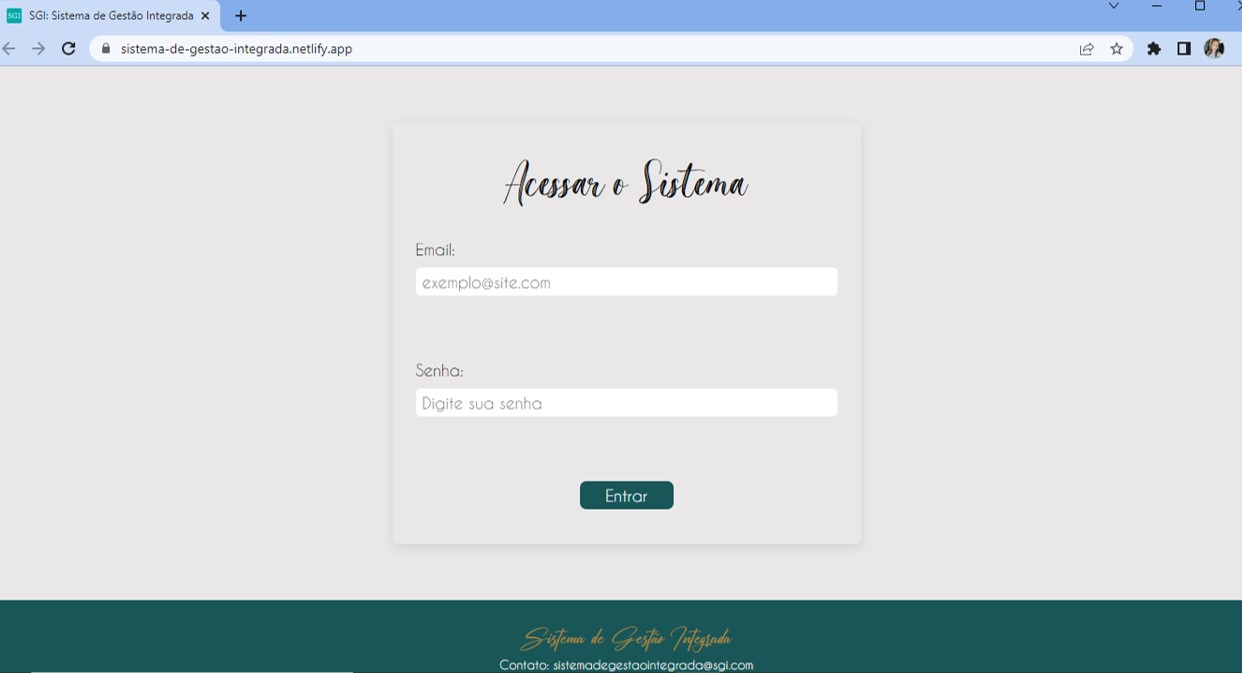 SGI SGI: Sistema de Gestão Integrada
sistema-de-gestao-integrada.netlify.app
Acessar o Sistema
Email:
exemplo@site.com
Senha:
Digite sua senha
Entrar
Sistema de Gestão Integrada
Contato: sistemadegestaointegrada@sgi.com